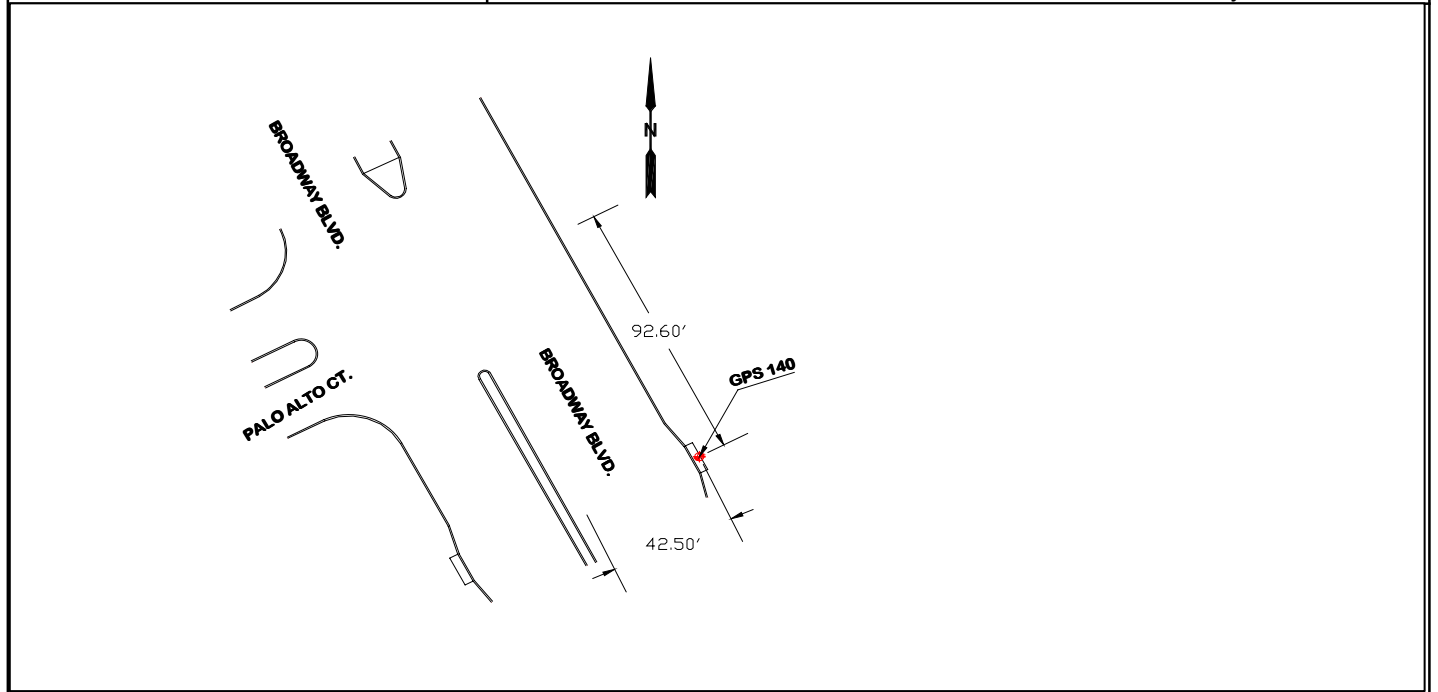 N
BROADWAY BLVD.
92.60'
BROADWAY BLVD.
GPS 140
PALO ALTO CT.
42.50'